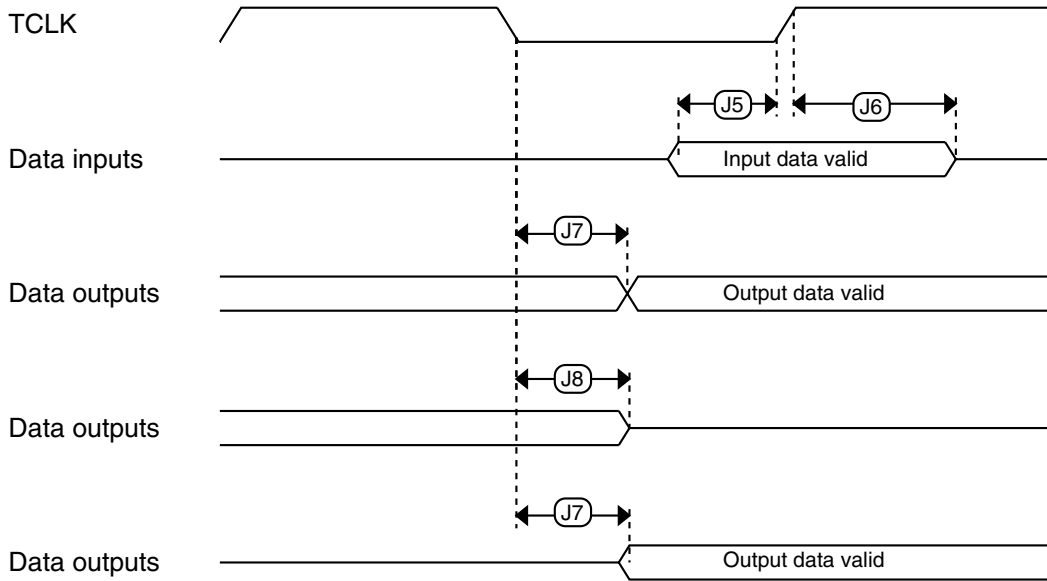 TCLK
J5
J6
Data inputs
Input data valid
J7
Data outputs
Output data valid
J8
Data outputs
J7
Data outputs
Output data valid